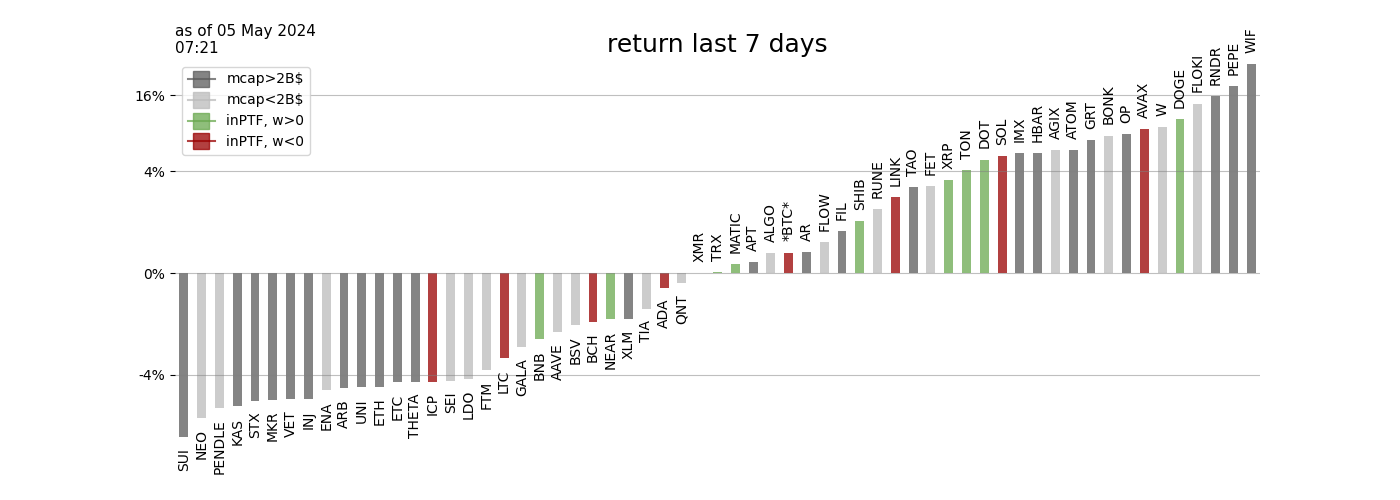 as of 05 May 2024
07:21
return last 7 days
mcap>2B$
mcap<2B$
inPTF, w>0
inPTF, w<0
16%
4%
0%
-4%
SUI
NEO
PENDLE
KAS
STX
MKR
VET
INJ
ENA
ARB
UNI
ETH
ETC
THETA
ICP
SEI
LDO
FTM
LTC
GALA
BNB
AAVE
BSV
BCH
NEAR
XLM
TIA
ADA
QNT
XMR
TRX
MATIC
APT
ALGO
*BTC*
AR
FLOW
FIL
SHIB
RUNE
LINK
TAO
FET
XRP
TON
DOT
SOL
IMX
HBAR
AGIX
ATOM
GRT
BONK
OP
AVAX
W
DOGE
FLOKI
RNDR
PEPE
WIF